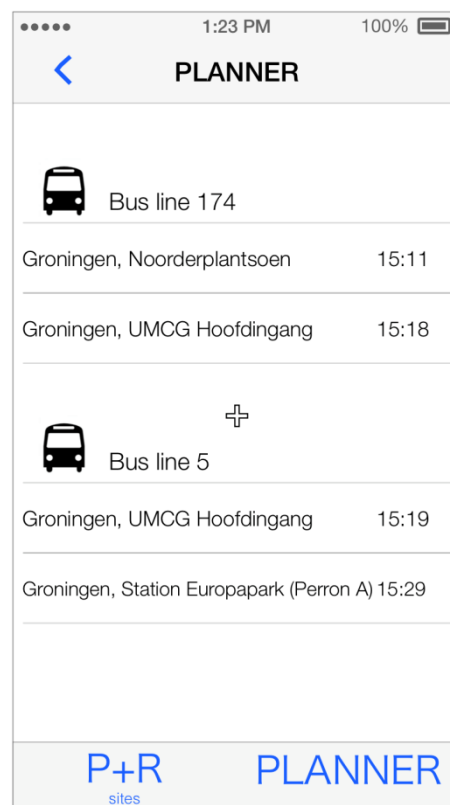 1:23 PM 100%
PLANNER
Bus line 174
Groningen, Noorderplantsoen 15:11
Groningen, UMCG Hoofdingang 15:18
Bus line 5
Groningen, UMCG Hoofdingang 15:19
Groningen, Station Europapark (Perron A) 15:29
P+R PLANNER
sites